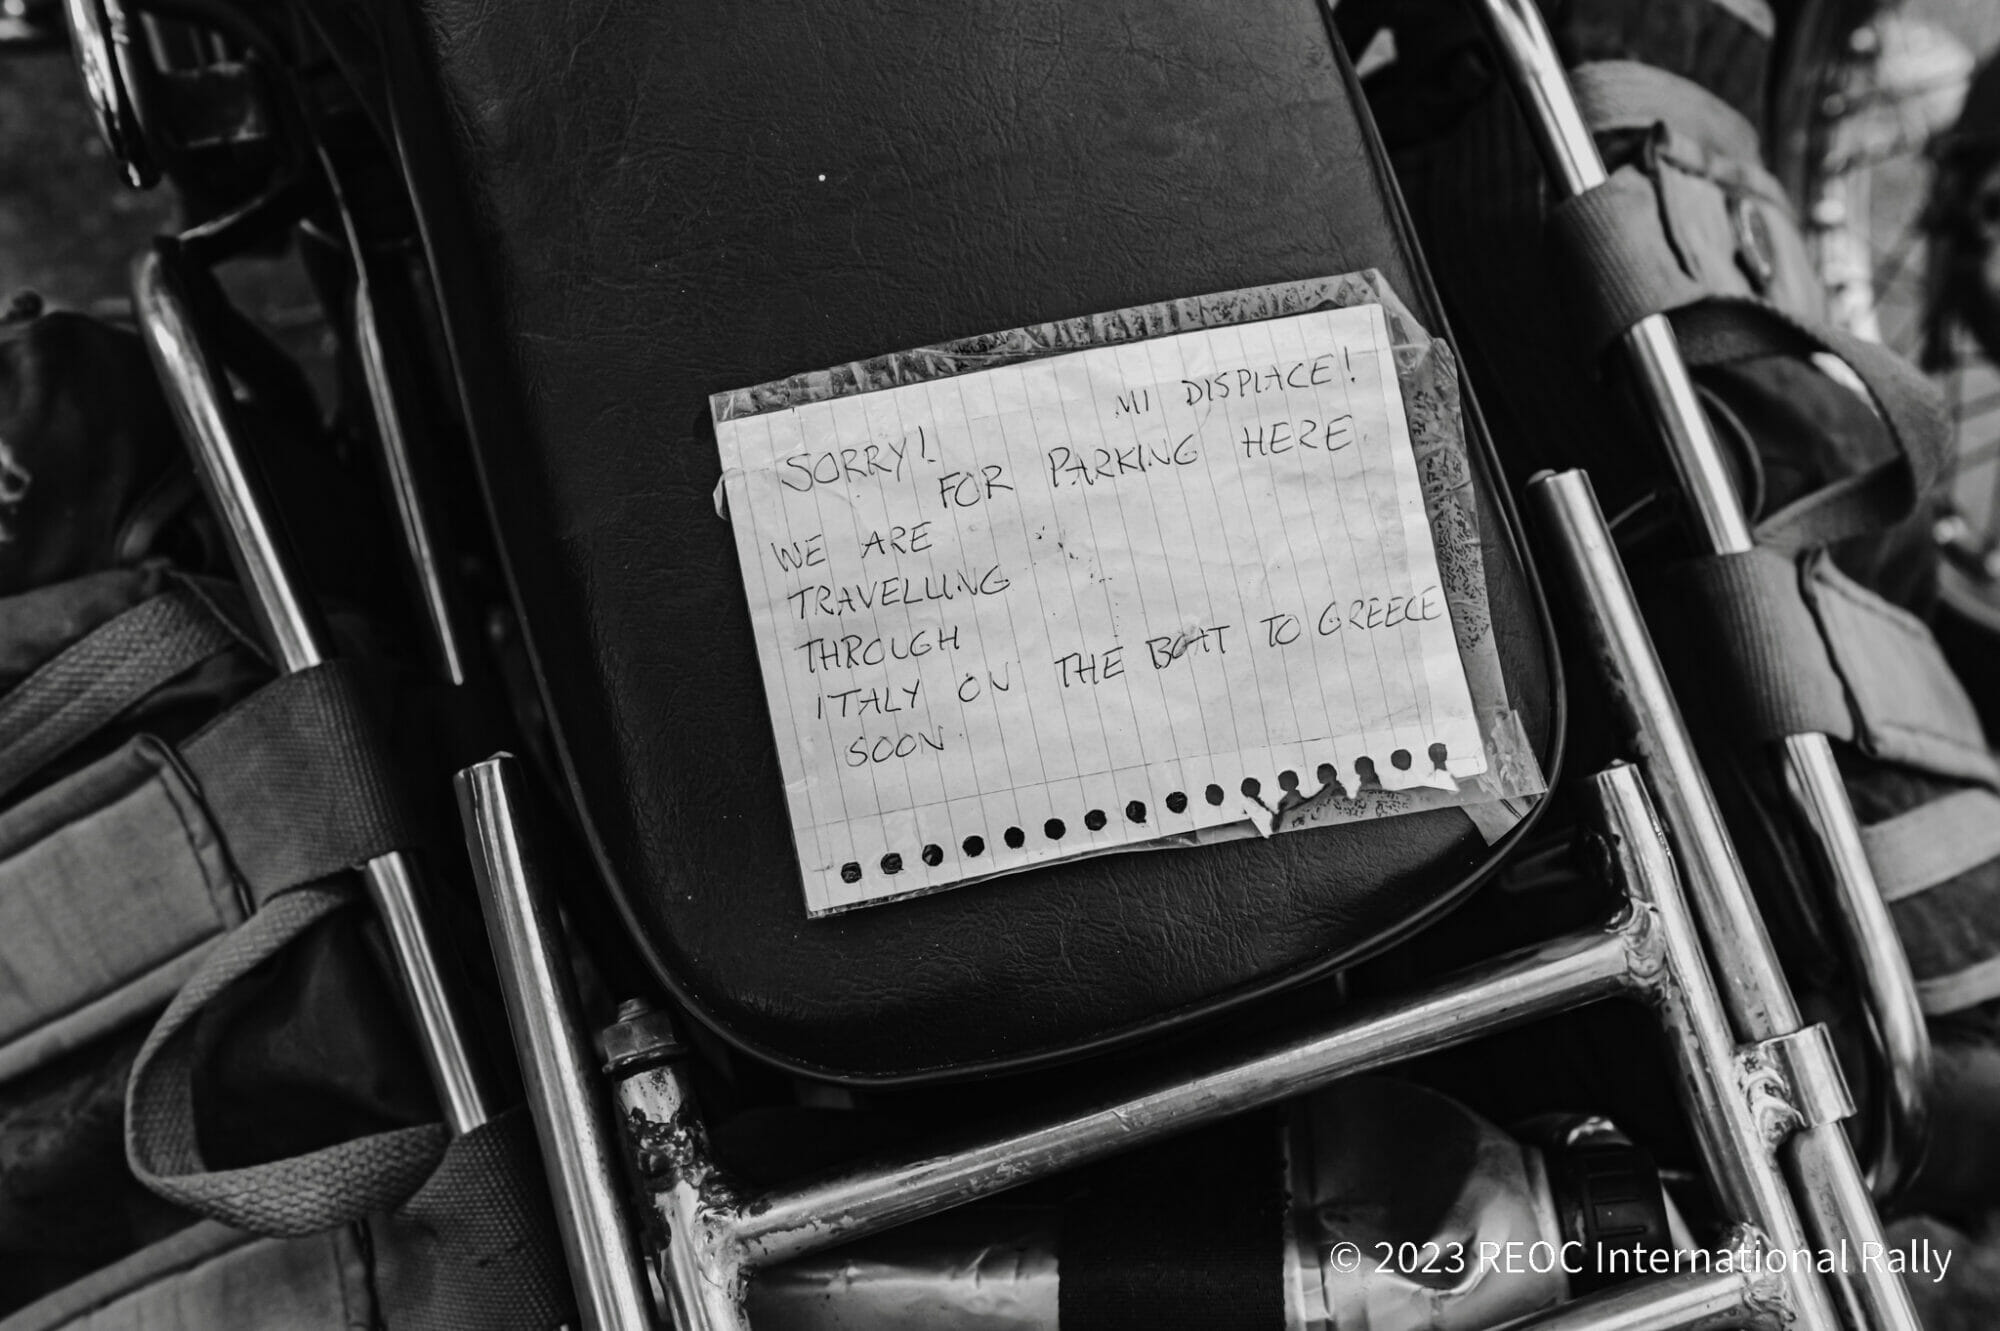 MI DISPIACE!
SORRY!
FOR PARKING HERE
WE ARE
TRAVELLING
THROUGH
ITALY ON THE BOAT TO GREECE
SOON.
© 2023 REOC International Rally